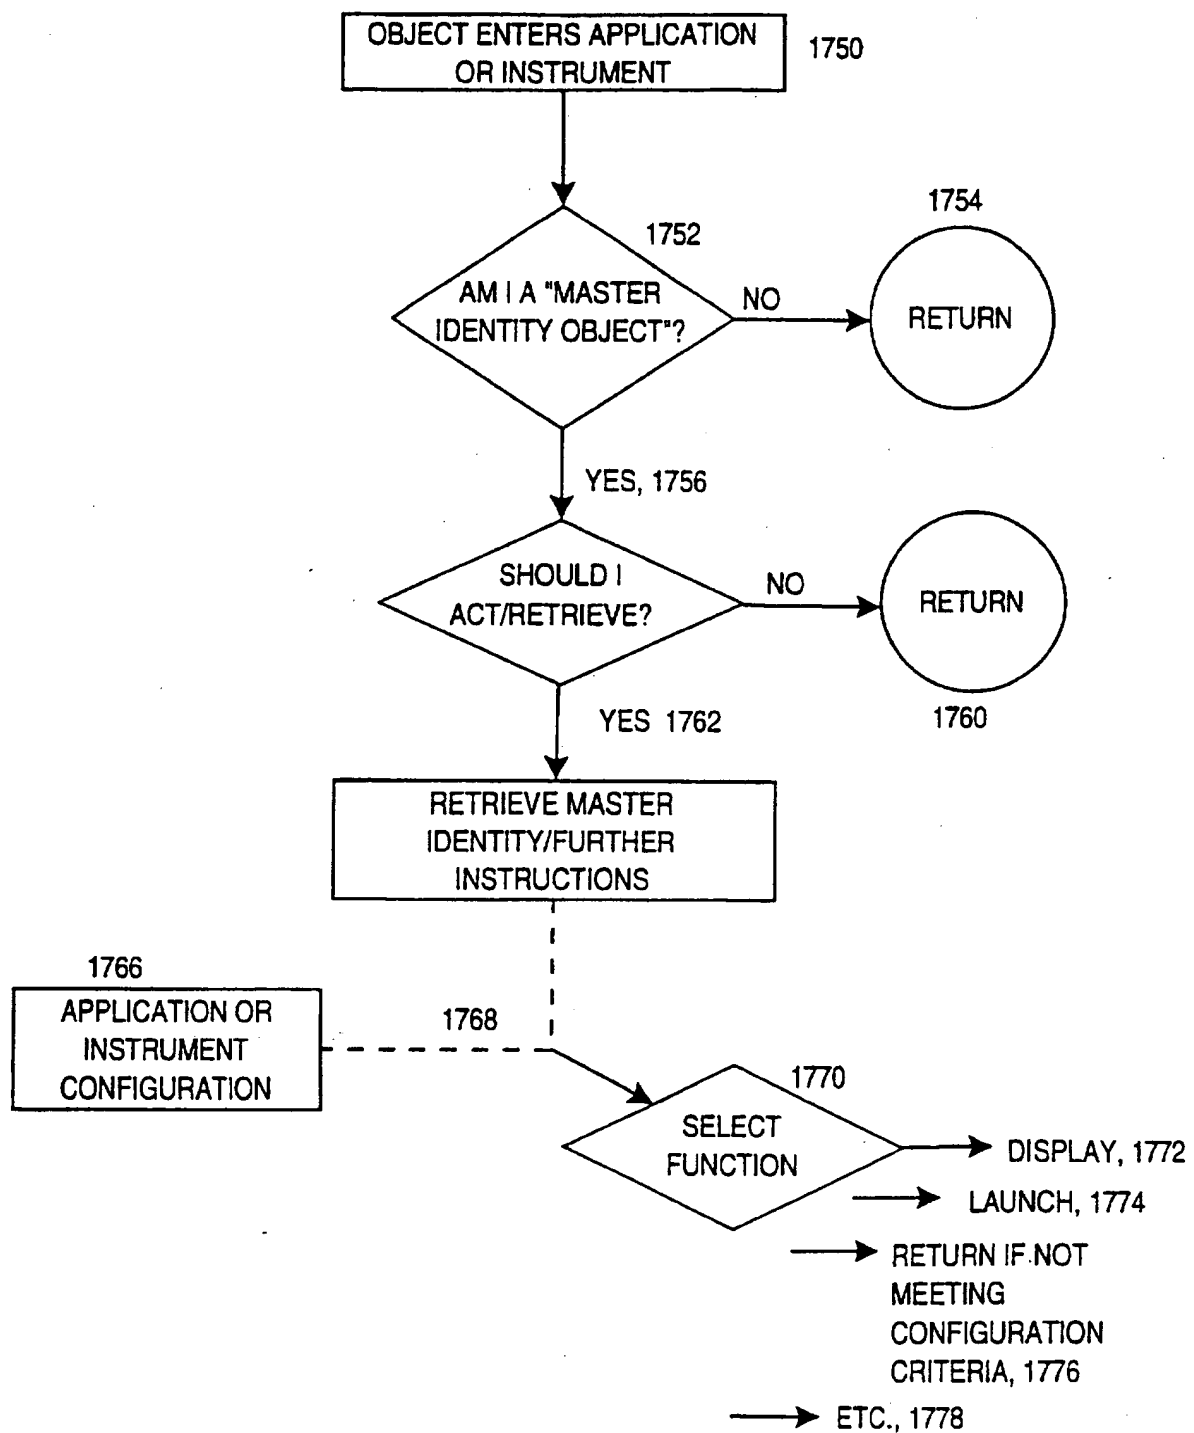 OBJECT ENTERS APPLICATION
OR INSTRUMENT
1750
1752
AM I A "MASTER
IDENTITY OBJECT"?
NO
1754
RETURN
YES, 1756
SHOULD I
ACT/RETRIEVE?
NO
RETURN
1760
YES 1762
RETRIEVE MASTER
IDENTITY/FURTHER
INSTRUCTIONS
1766
APPLICATION OR
INSTRUMENT
CONFIGURATION
1768
1770
SELECT
FUNCTION
DISPLAY, 1772
LAUNCH, 1774
RETURN IF NOT
MEETING
CONFIGURATION
CRITERIA, 1776
ETC., 1778